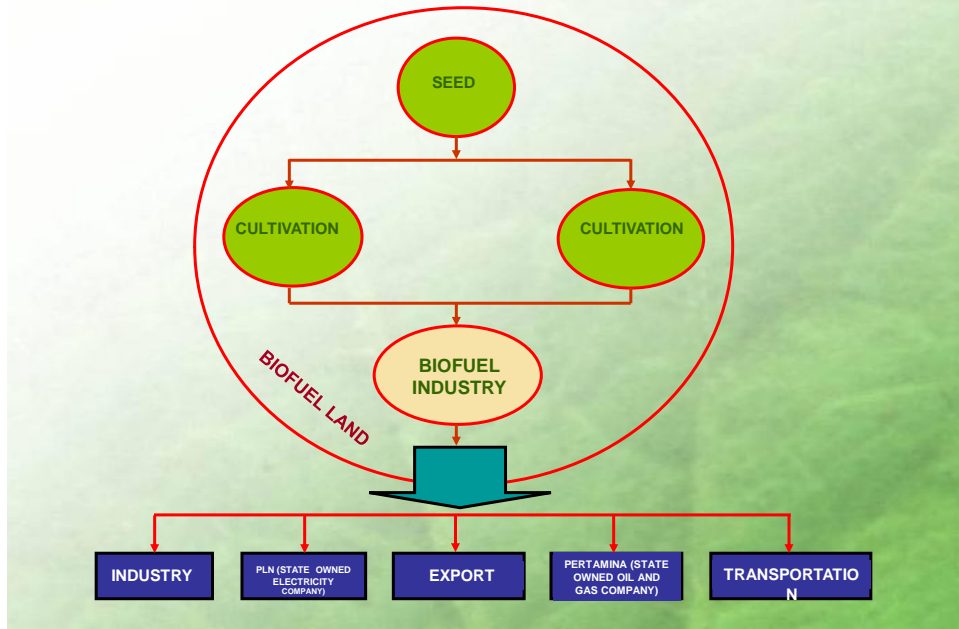 SEED
CULTIVATION
CULTIVATION
BIOFUEL
INDUSTRY
BIOFUEL LAND
INDUSTRY
PLN (STATE OWNED
ELECTRICITY
COMPANY)
EXPORT
PERTAMINA (STATE
OWNED OIL AND
GAS COMPANY)
TRANSPORTATIO
N